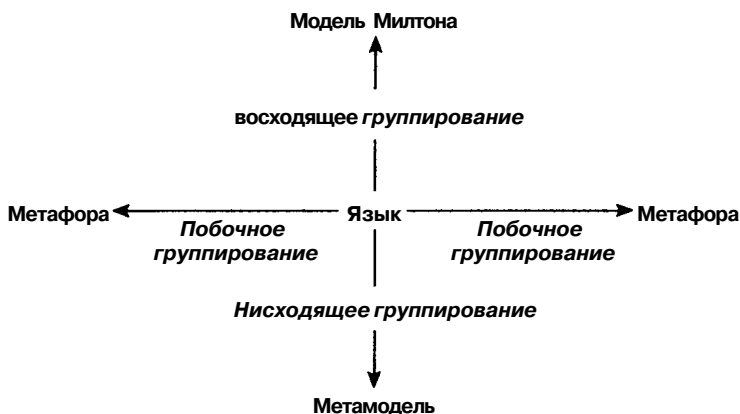 Модель Милтона
восходящее группирование
Метафора Язык Метафора
Побочное Побочное
группирование группирование
Нисходящее группирование
Метамодель